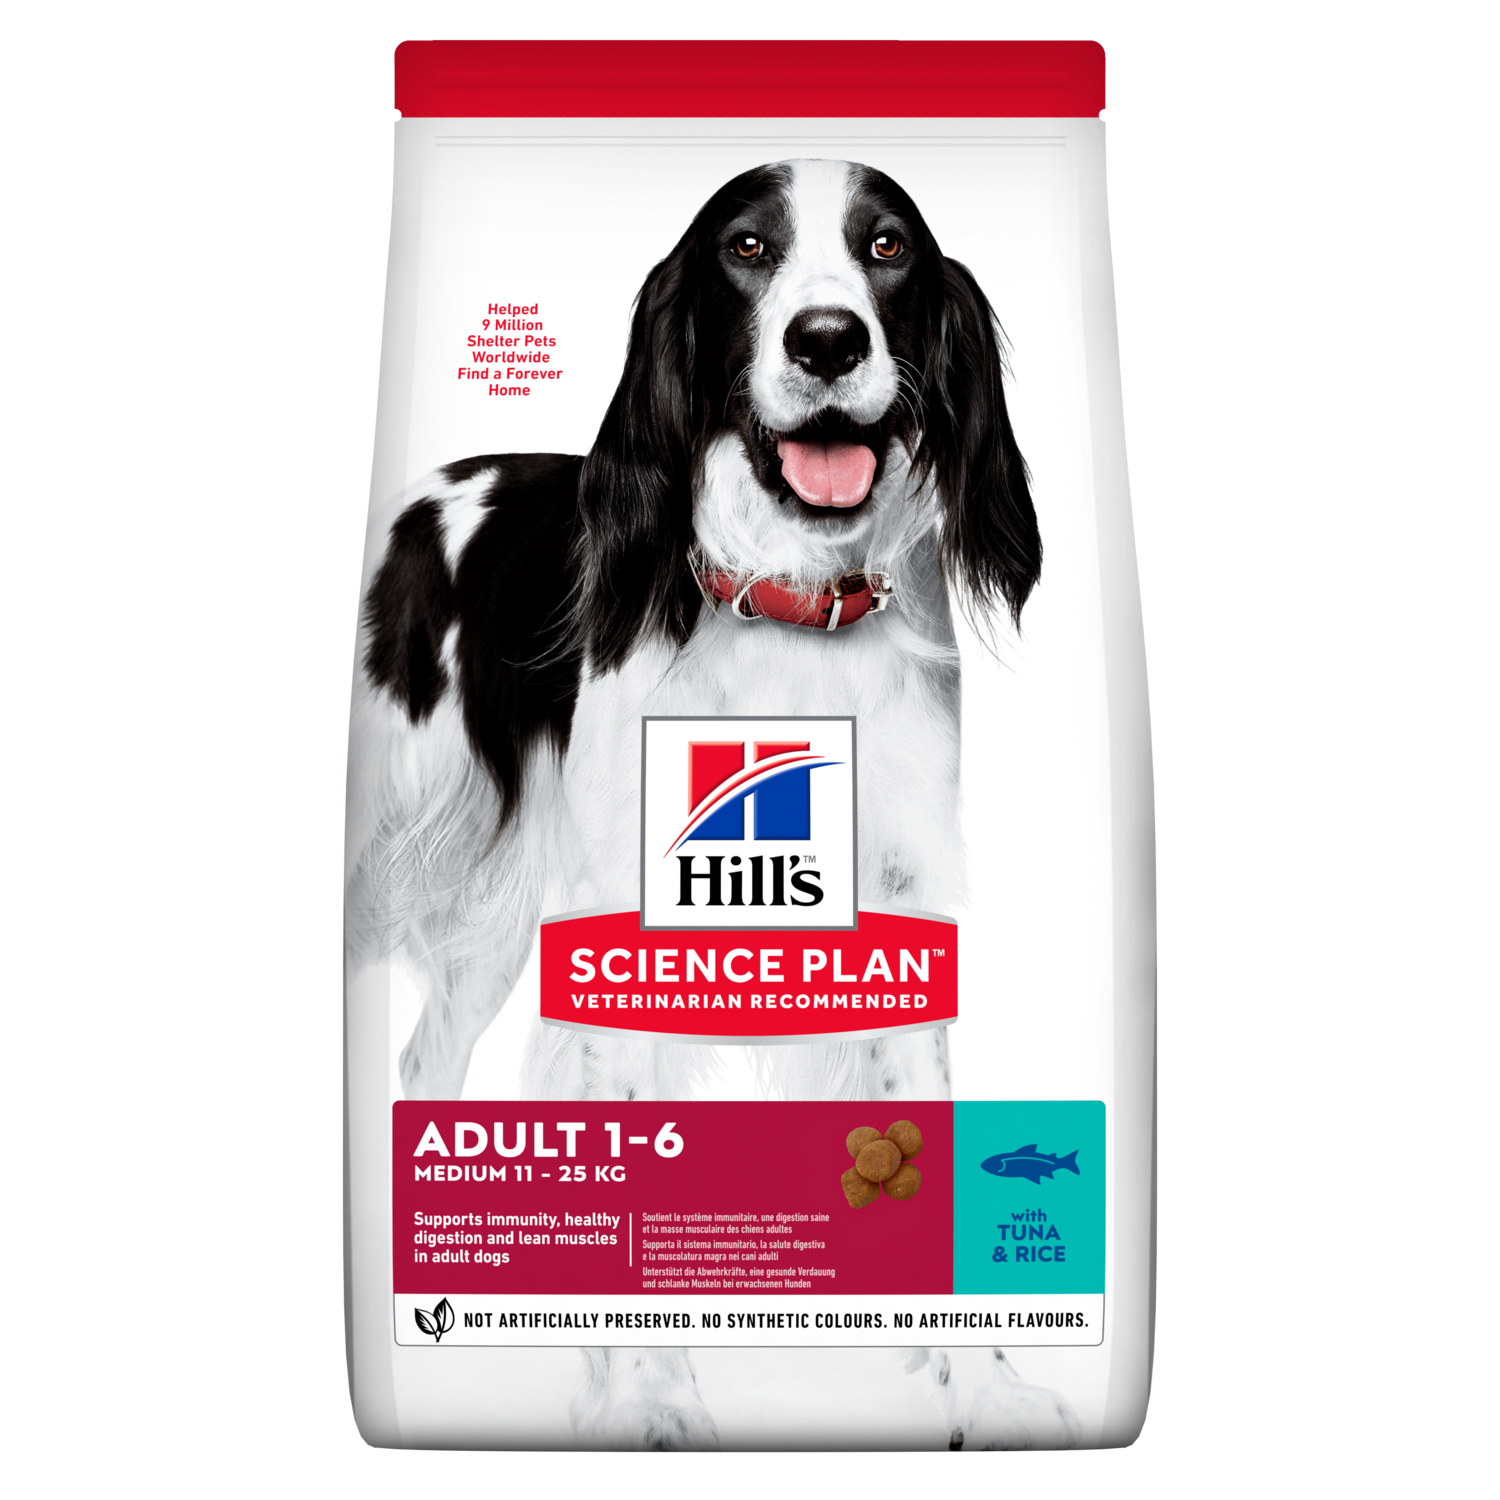 Helped
9 Million
Shelter Pets
Worldwide
Find a Forever
Home
Hill's™
SCIENCE PLAN™
VETERINARIAN RECOMMENDED
ADULT 1-6
MEDIUM 11 - 25 KG
Supports immunity, healthy
digestion and lean muscles
in adult dogs
Soutient le système immunitaire, une digestion saine
et la masse musculaire des chiens adultes
Supporta il sistema immunitario, la salute digestiva
e la muscolatura magra nei cani adulti
Unterstützt die Abwehrkräfte, eine gesunde Verdauung
und schlanke Muskeln bei erwachsenen Hunden
with
TUNA
& RICE
NOT ARTIFICIALLY PRESERVED. NO SYNTHETIC COLOURS. NO ARTIFICIAL FLAVOURS.